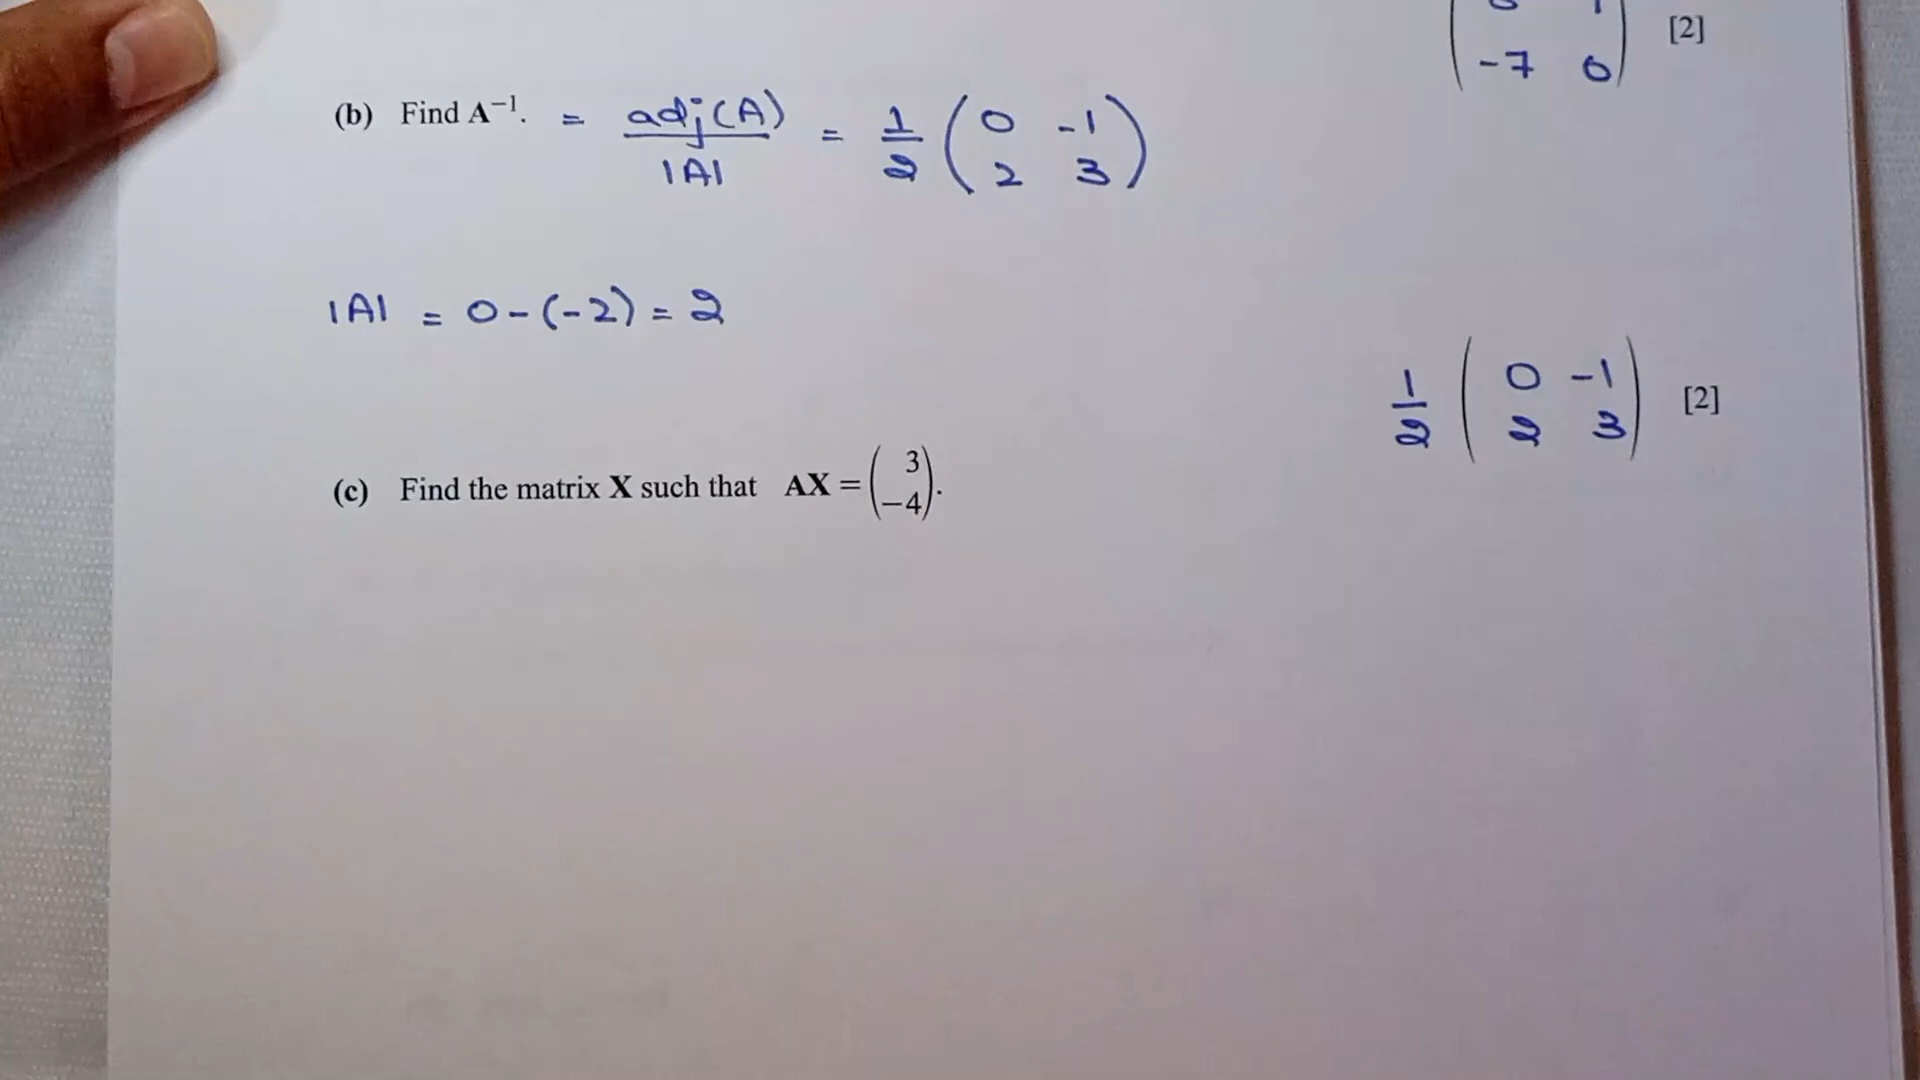 [2]
-7 0
(b) Find A⁻¹. = adj(A) / |A| = 1/2 ( 0 -1
2 3 )
|A| = 0-(-2) = 2
1/2 ( 0 -1
2 3 ) [2]
(c) Find the matrix X such that AX = ( 3
−4 ).